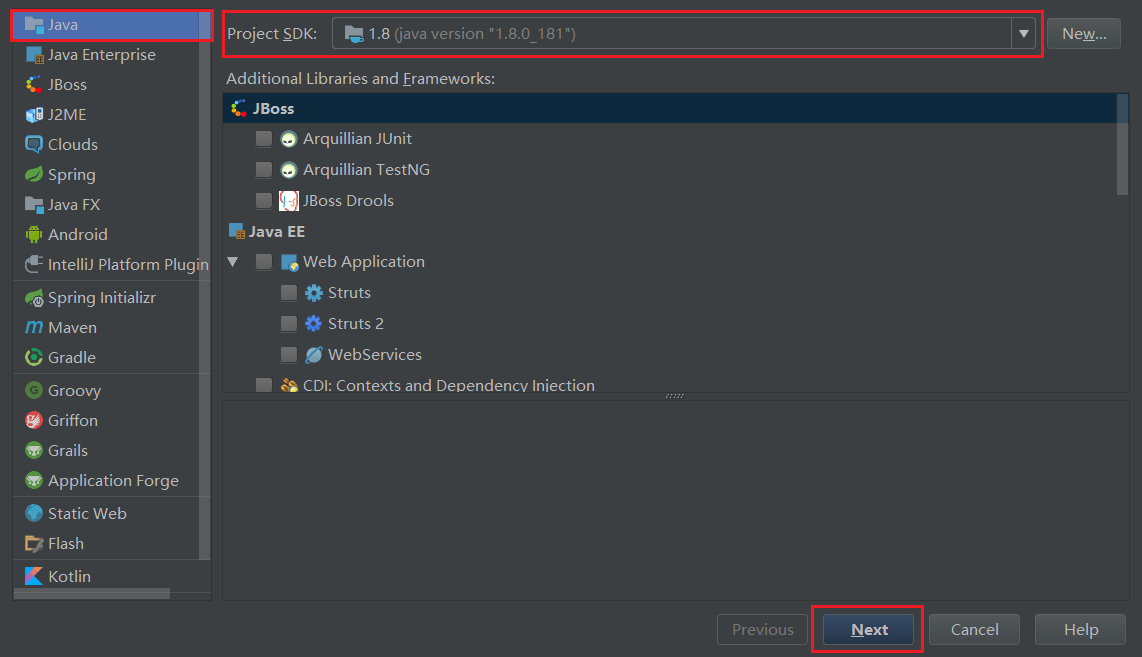 Java
Java Enterprise
JBoss
J2ME
Clouds
Spring
Java FX
Android
IntelliJ Platform Plugin
Spring Initializr
Maven
Gradle
Groovy
Griffon
Grails
Application Forge
Static Web
Flash
Kotlin
Project SDK: 1.8 (java version "1.8.0_181") New...
Additional Libraries and Frameworks:
JBoss
Arquillian JUnit
Arquillian TestNG
JBoss Drools
Java EE
Web Application
Struts
Struts 2
WebServices
CDI: Contexts and Dependency Injection
Previous Next Cancel Help